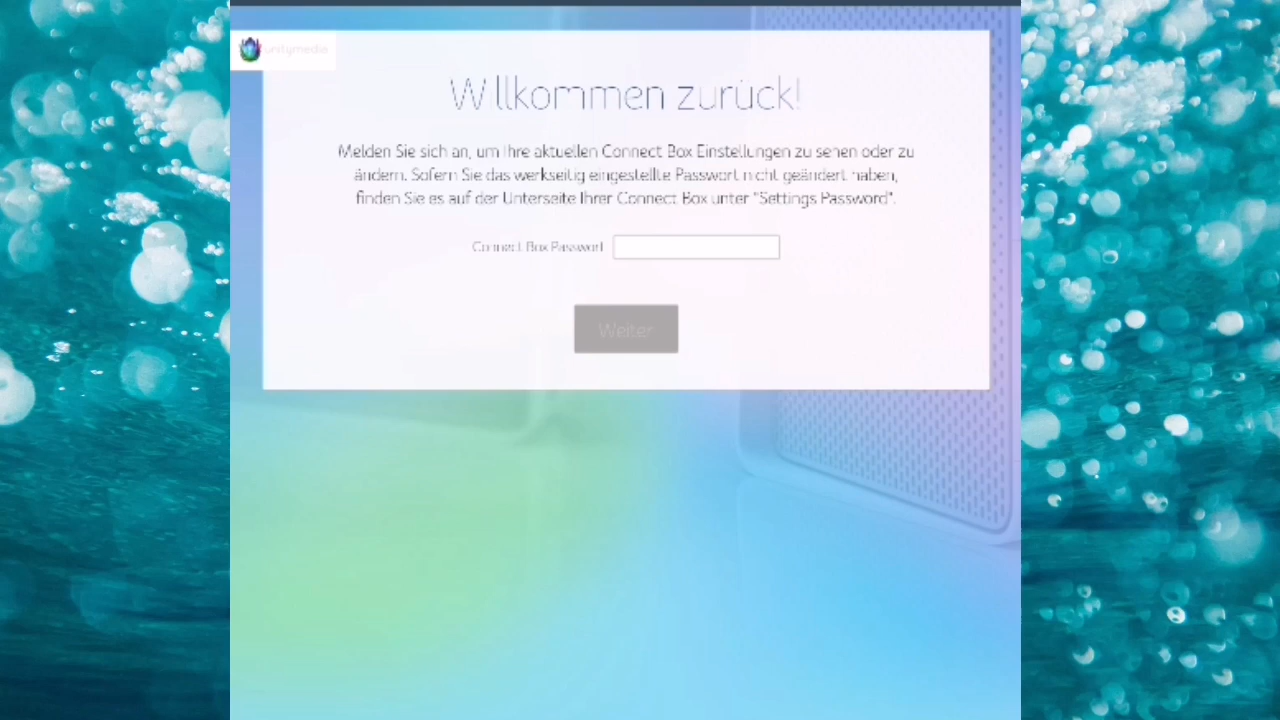 unitymedia
Willkommen zurück!
Melden Sie sich an, um Ihre aktuellen Connect Box Einstellungen zu sehen oder zu
ändern. Sofern Sie das werkseitig eingestellte Passwort nicht geändert haben,
finden Sie es auf der Unterseite Ihrer Connect Box unter "Settings Password".
Connect Box Passwort
Weiter